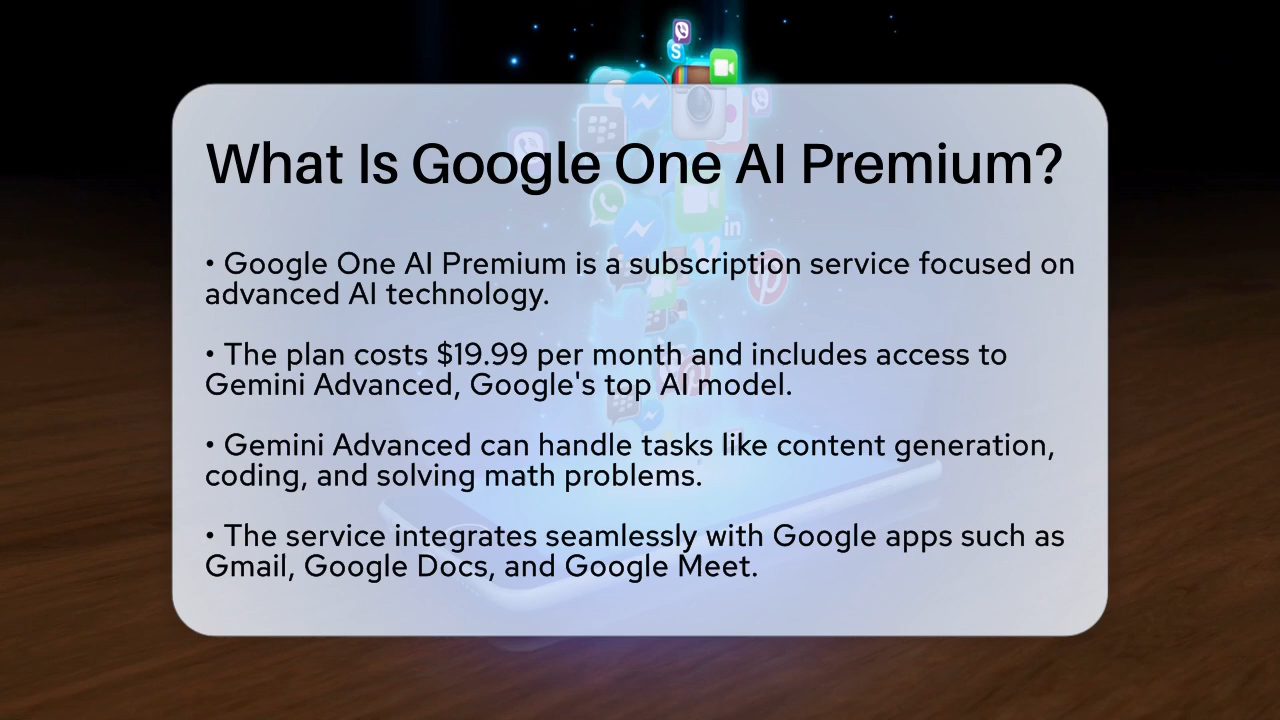 What Is Google One AI Premium?
• Google One AI Premium is a subscription service focused on
advanced AI technology.
• The plan costs $19.99 per month and includes access to
Gemini Advanced, Google's top AI model.
• Gemini Advanced can handle tasks like content generation,
coding, and solving math problems.
• The service integrates seamlessly with Google apps such as
Gmail, Google Docs, and Google Meet.